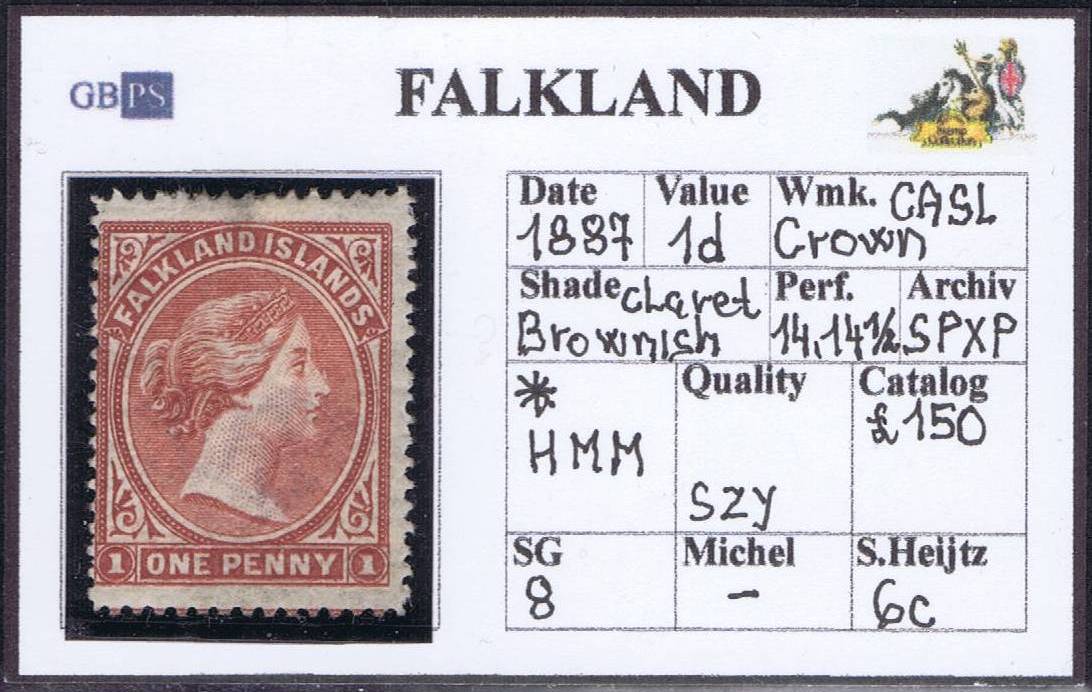 GBPS
FALKLAND
FALKLAND ISLANDS
1 ONE PENNY 1
Date Value Wmk. CASL
1887 1d Crown
Shade claret Perf. Archiv
Brownish 14,14½ SPXP
* Quality Catalog
HMM £150
SZY
SG Michel S.Heijtz
8 - 6c